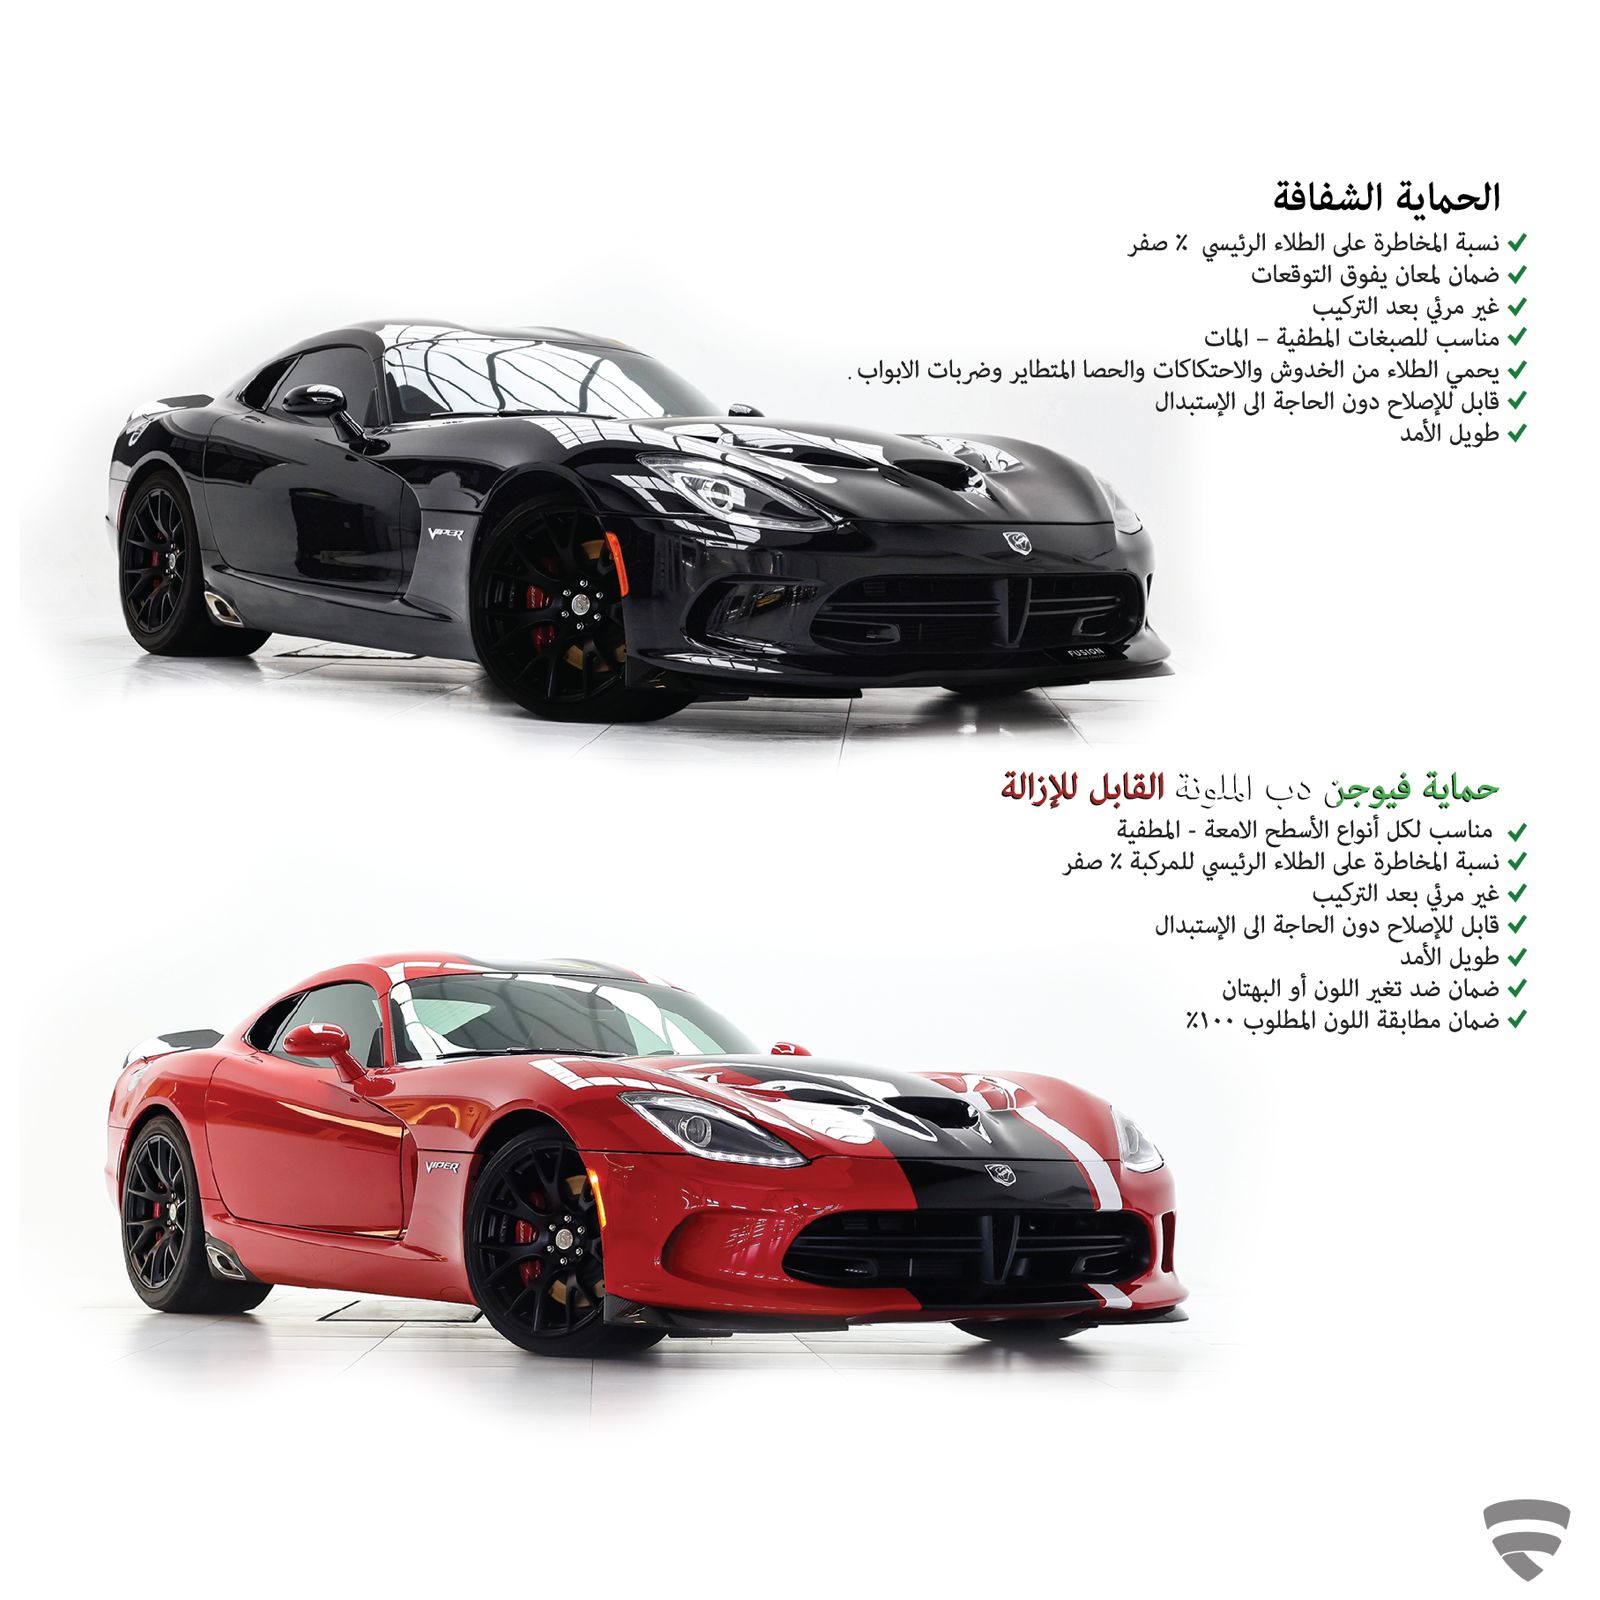 الحماية الشفافة
نسبة المخاطرة على الطلاء الرئيسي ٪ صفر
ضمان لمعان يفوق التوقعات
غير مرئي بعد التركيب
مناسب للصبغات المطفية – المات
يحمي الطلاء من الخدوش والاحتكاكات والحصا المتطاير وضربات الابواب .
قابل للإصلاح دون الحاجة الى الإستبدال
طويل الأمد
VIPER
FUSION
حماية فيوجن دب الملونة القابل للإزالة
مناسب لكل أنواع الأسطح الامعة - المطفية
نسبة المخاطرة على الطلاء الرئيسي للمركبة ٪ صفر
غير مرئي بعد التركيب
قابل للإصلاح دون الحاجة الى الإستبدال
طويل الأمد
ضمان ضد تغير اللون أو البهتان
ضمان مطابقة اللون المطلوب ١٠٠٪
VIPER